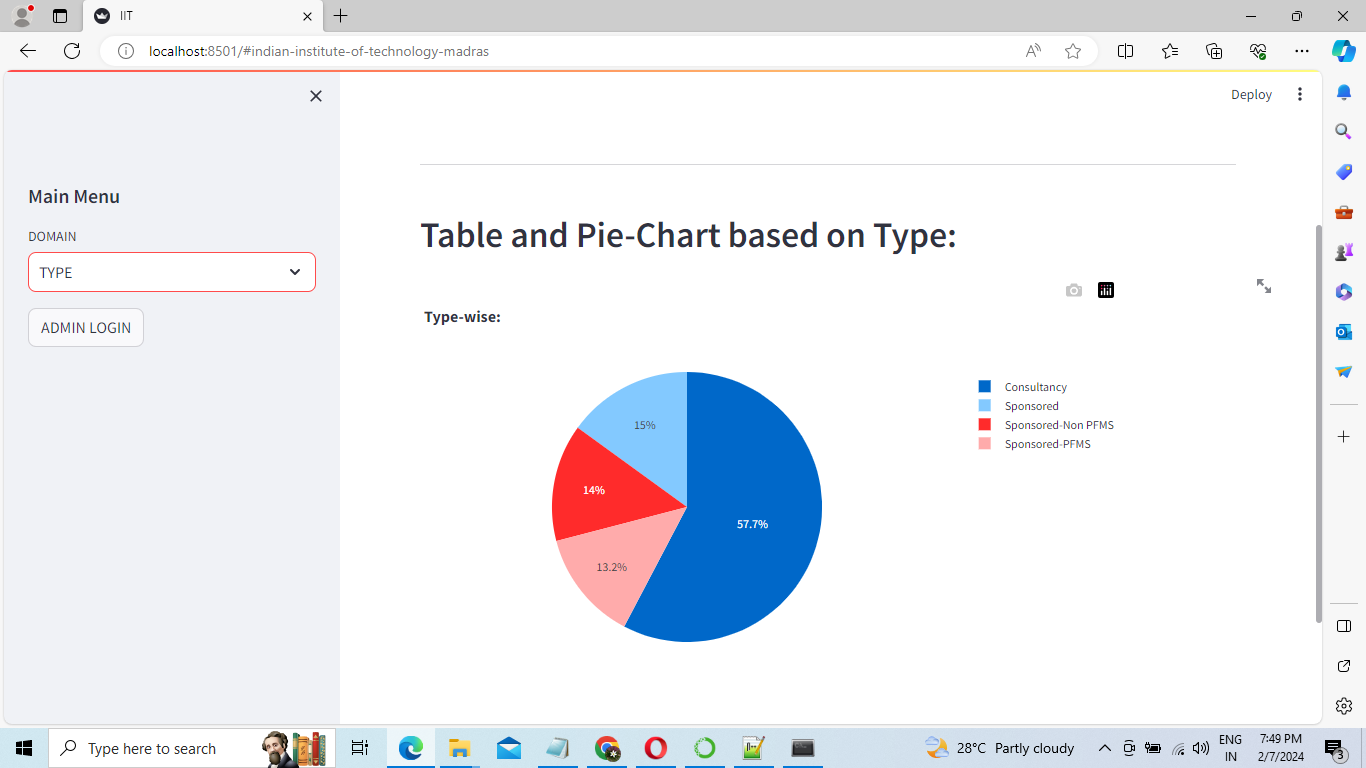 IIT
localhost:8501/#indian-institute-of-technology-madras
Deploy
Main Menu
DOMAIN
TYPE
ADMIN LOGIN
Table and Pie-Chart based on Type:
Type-wise:
15%
14%
57.7%
13.2%
Consultancy
Sponsored
Sponsored-Non PFMS
Sponsored-PFMS
Type here to search
28°C Partly cloudy
ENG
IN
7:49 PM
2/7/2024
3